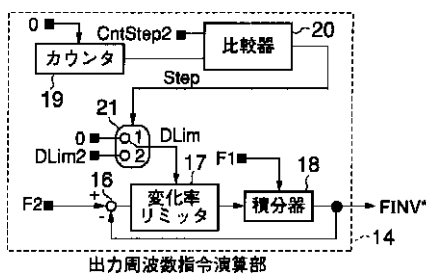 0
CntStep2
20
カウンタ
比較器
19
Step
21
0
1
DLim
DLim2
2
17
F1
18
16
F2
+
-
変化率
リミッタ
積分器
FINV*
14
出力周波数指令演算部